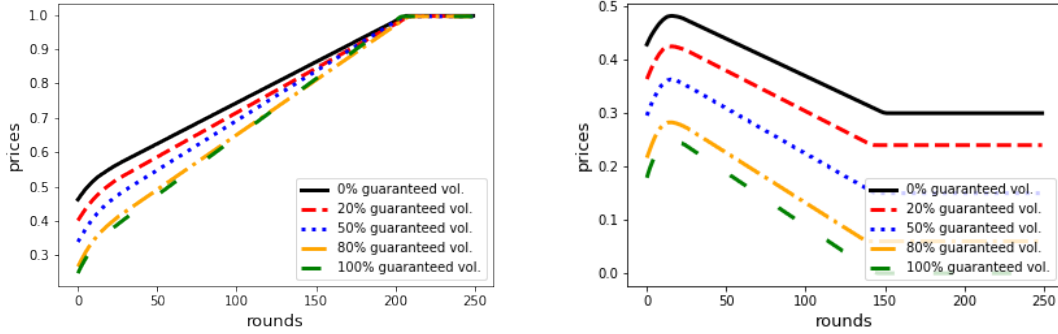 1.0
0.9
0.8
0.7
0.6
0.5
0.4
0.3
prices
0% guaranteed vol.
20% guaranteed vol.
50% guaranteed vol.
80% guaranteed vol.
100% guaranteed vol.
0 50 100 150 200 250
rounds
0.5
0.4
0.3
0.2
0.1
0.0
prices
0% guaranteed vol.
20% guaranteed vol.
50% guaranteed vol.
80% guaranteed vol.
100% guaranteed vol.
0 50 100 150 200 250
rounds